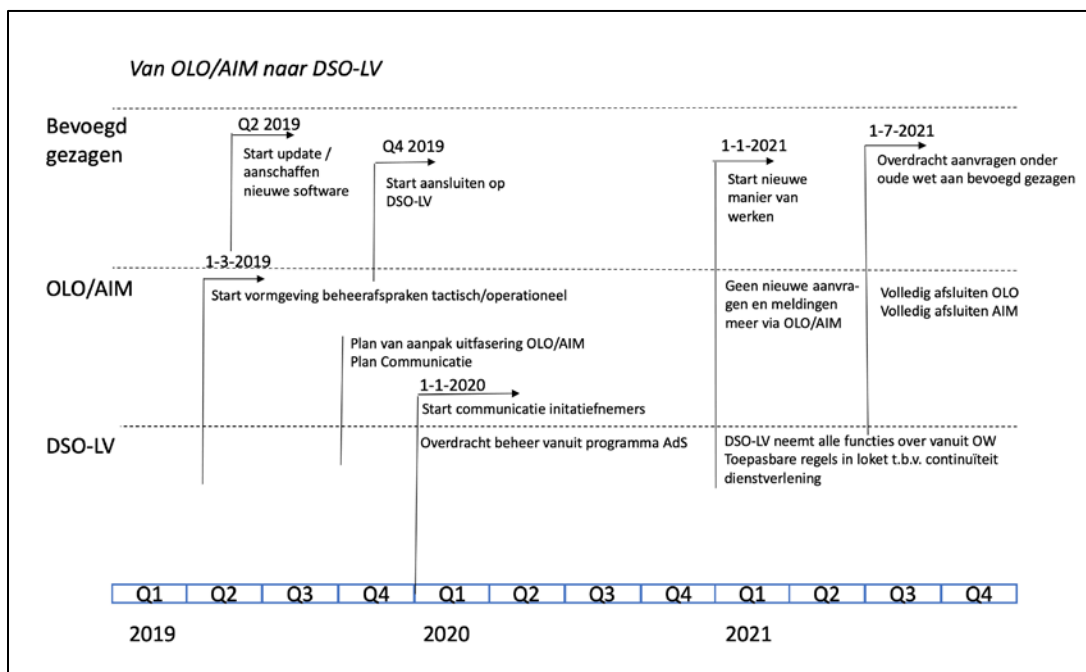 Van OLO/AIM naar DSO-LV
Bevoegd
gezagen
Q2 2019
Start update /
aanschaffen
nieuwe software
Q4 2019
Start aansluiten op
DSO-LV
1-1-2021
Start nieuwe
manier van
werken
1-7-2021
Overdracht aanvragen onder
oude wet aan bevoegd gezagen
OLO/AIM
1-3-2019
Start vormgeving beheerafspraken tactisch/operationeel
Plan van aanpak uitfasering OLO/AIM
Plan Communicatie
1-1-2020
Start communicatie initatiefnemers
Geen nieuwe aanvra-
gen en meldingen
meer via OLO/AIM
Volledig afsluiten OLO
Volledig afsluiten AIM
DSO-LV
Overdracht beheer vanuit programma AdS
DSO-LV neemt alle functies over vanuit OW
Toepasbare regels in loket t.b.v. continuïteit
dienstverlening
Q1 Q2 Q3 Q4 Q1 Q2 Q3 Q4 Q1 Q2 Q3 Q4
2019 2020 2021